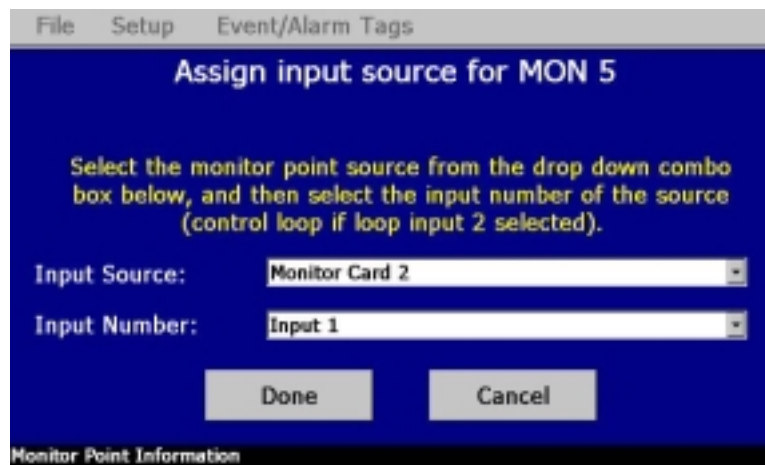 File Setup Event/Alarm Tags
Assign input source for MON 5
Select the monitor point source from the drop down combo
box below, and then select the input number of the source
(control loop if loop input 2 selected).
Input Source: Monitor Card 2
Input Number: Input 1
Done Cancel
Monitor Point Information